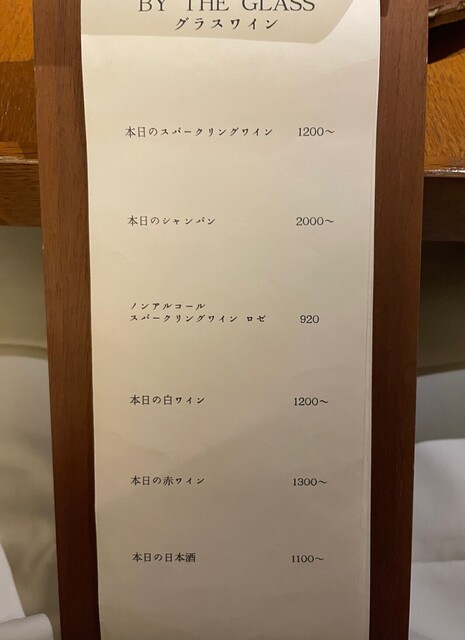 BY THE GLASS
グラスワイン
本日のスパークリングワイン 1200～
本日のシャンパン 2000～
ノンアルコール
スパークリングワイン ロゼ 920
本日の白ワイン 1200～
本日の赤ワイン 1300～
本日の日本酒 1100～